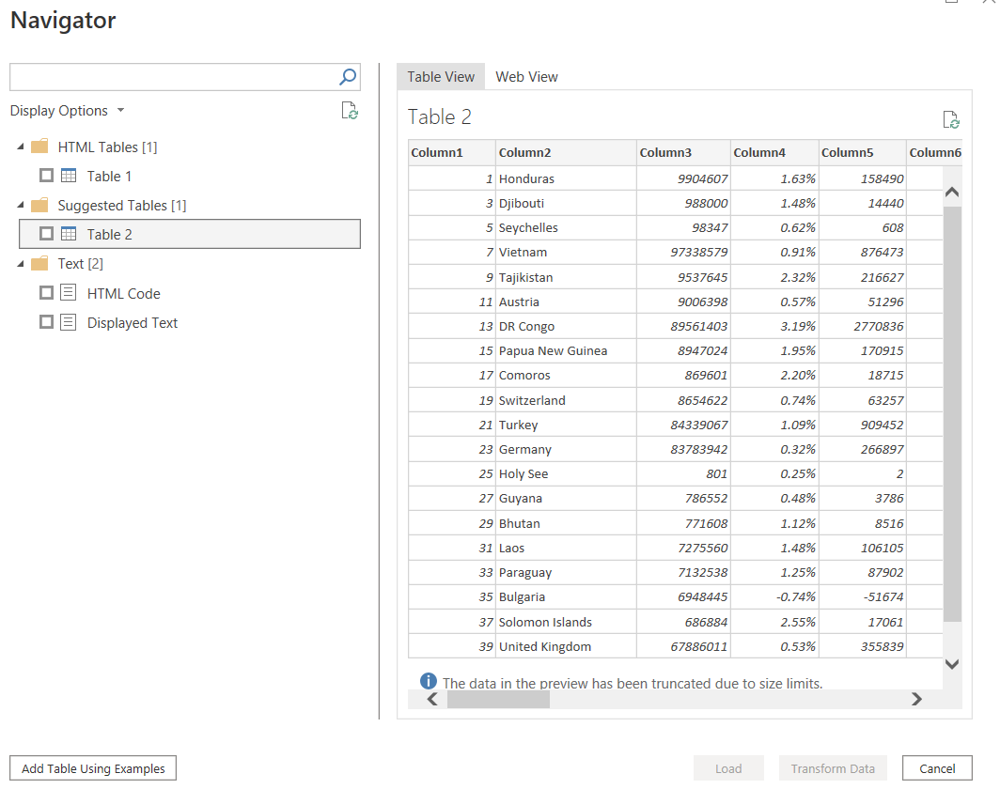 Navigator
Display Options
HTML Tables [1]
Table 1
Suggested Tables [1]
Table 2
Text [2]
HTML Code
Displayed Text
Table View Web View
Table 2
Column1 Column2 Column3 Column4 Column5 Column6
1 Honduras 9904607 1.63% 158490
3 Djibouti 988000 1.48% 14440
5 Seychelles 98347 0.62% 608
7 Vietnam 97338579 0.91% 876473
9 Tajikistan 9537645 2.32% 216627
11 Austria 9006398 0.57% 51296
13 DR Congo 89561403 3.19% 2770836
15 Papua New Guinea 8947024 1.95% 170915
17 Comoros 869601 2.20% 18715
19 Switzerland 8654622 0.74% 63257
21 Turkey 84339067 1.09% 909452
23 Germany 83783942 0.32% 266897
25 Holy See 801 0.25% 2
27 Guyana 786552 0.48% 3786
29 Bhutan 771608 1.12% 8516
31 Laos 7275560 1.48% 106105
33 Paraguay 7132538 1.25% 87902
35 Bulgaria 6948445 -0.74% -51674
37 Solomon Islands 686884 2.55% 17061
39 United Kingdom 67886011 0.53% 355839
The data in the preview has been truncated due to size limits.
Add Table Using Examples
Load Transform Data Cancel